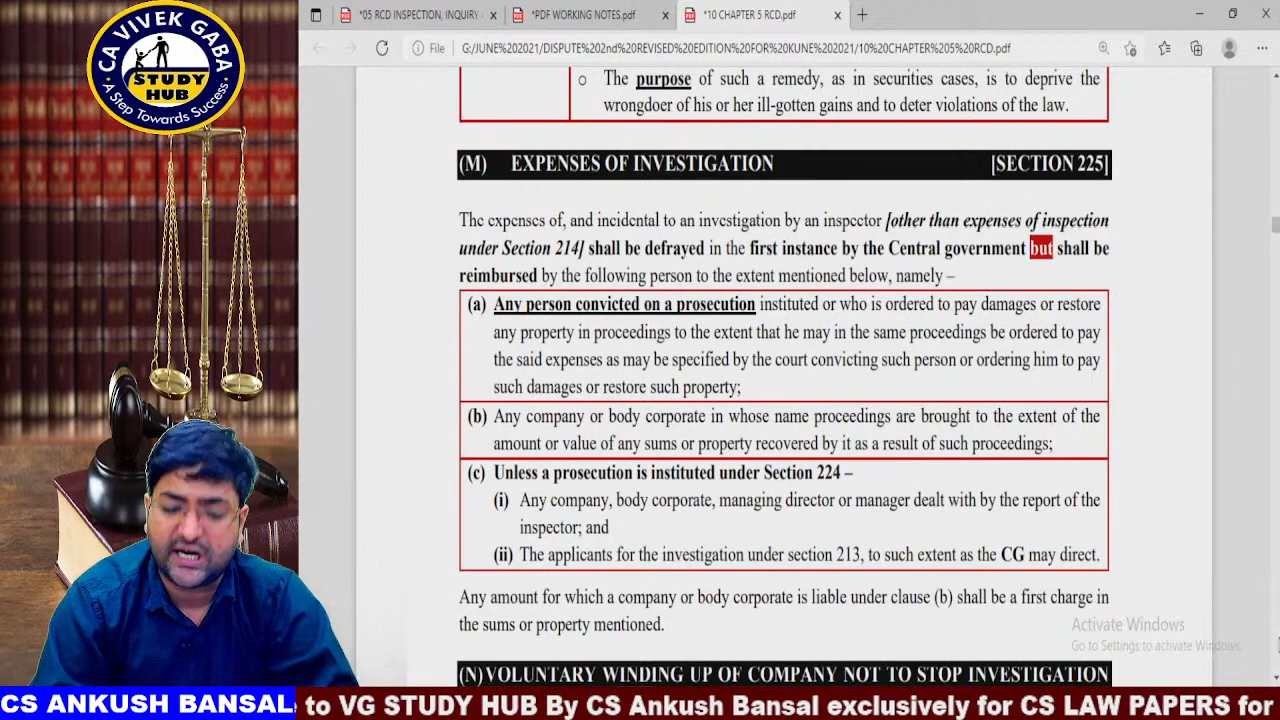 CA VIVEK GABA
STUDY
HUB
A Step Towards Success
*05 RCD INSPECTION, INQUIRY
*PDF WORKING NOTES.pdf
*10 CHAPTER 5 RCD.pdf
File
G:/JUNE%202021/DISPUTE%202nd%20REVISED%20EDITION%20FOR%20JUNE%2021/10%20CHAPTER%205%20RCD.pdf
o The purpose of such a remedy, as in securities cases, is to deprive the
wrongdoer of his or her ill-gotten gains and to deter violations of the law.
(M) EXPENSES OF INVESTIGATION [SECTION 225]
The expenses of, and incidental to an investigation by an inspector [other than expenses of inspection
under Section 214] shall be defrayed in the first instance by the Central government but shall be
reimbursed by the following person to the extent mentioned below, namely –
(a) Any person convicted on a prosecution instituted or who is ordered to pay damages or restore
any property in proceedings to the extent that he may in the same proceedings be ordered to pay
the said expenses as may be specified by the court convicting such person or ordering him to pay
such damages or restore such property;
(b) Any company or body corporate in whose name proceedings are brought to the extent of the
amount or value of any sums or property recovered by it as a result of such proceedings;
(c) Unless a prosecution is instituted under Section 224 –
(i) Any company, body corporate, managing director or manager dealt with by the report of the
inspector; and
(ii) The applicants for the investigation under section 213, to such extent as the CG may direct.
Any amount for which a company or body corporate is liable under clause (b) shall be a first charge in
the sums or property mentioned.
Activate Windows
Go to Settings to activate Windows.
(N) VOLUNTARY WINDING UP OF COMPANY NOT TO STOP INVESTIGATION
CS ANKUSH BANSAL
to VG STUDY HUB By CS Ankush Bansal exclusively for CS LAW PAPERS for